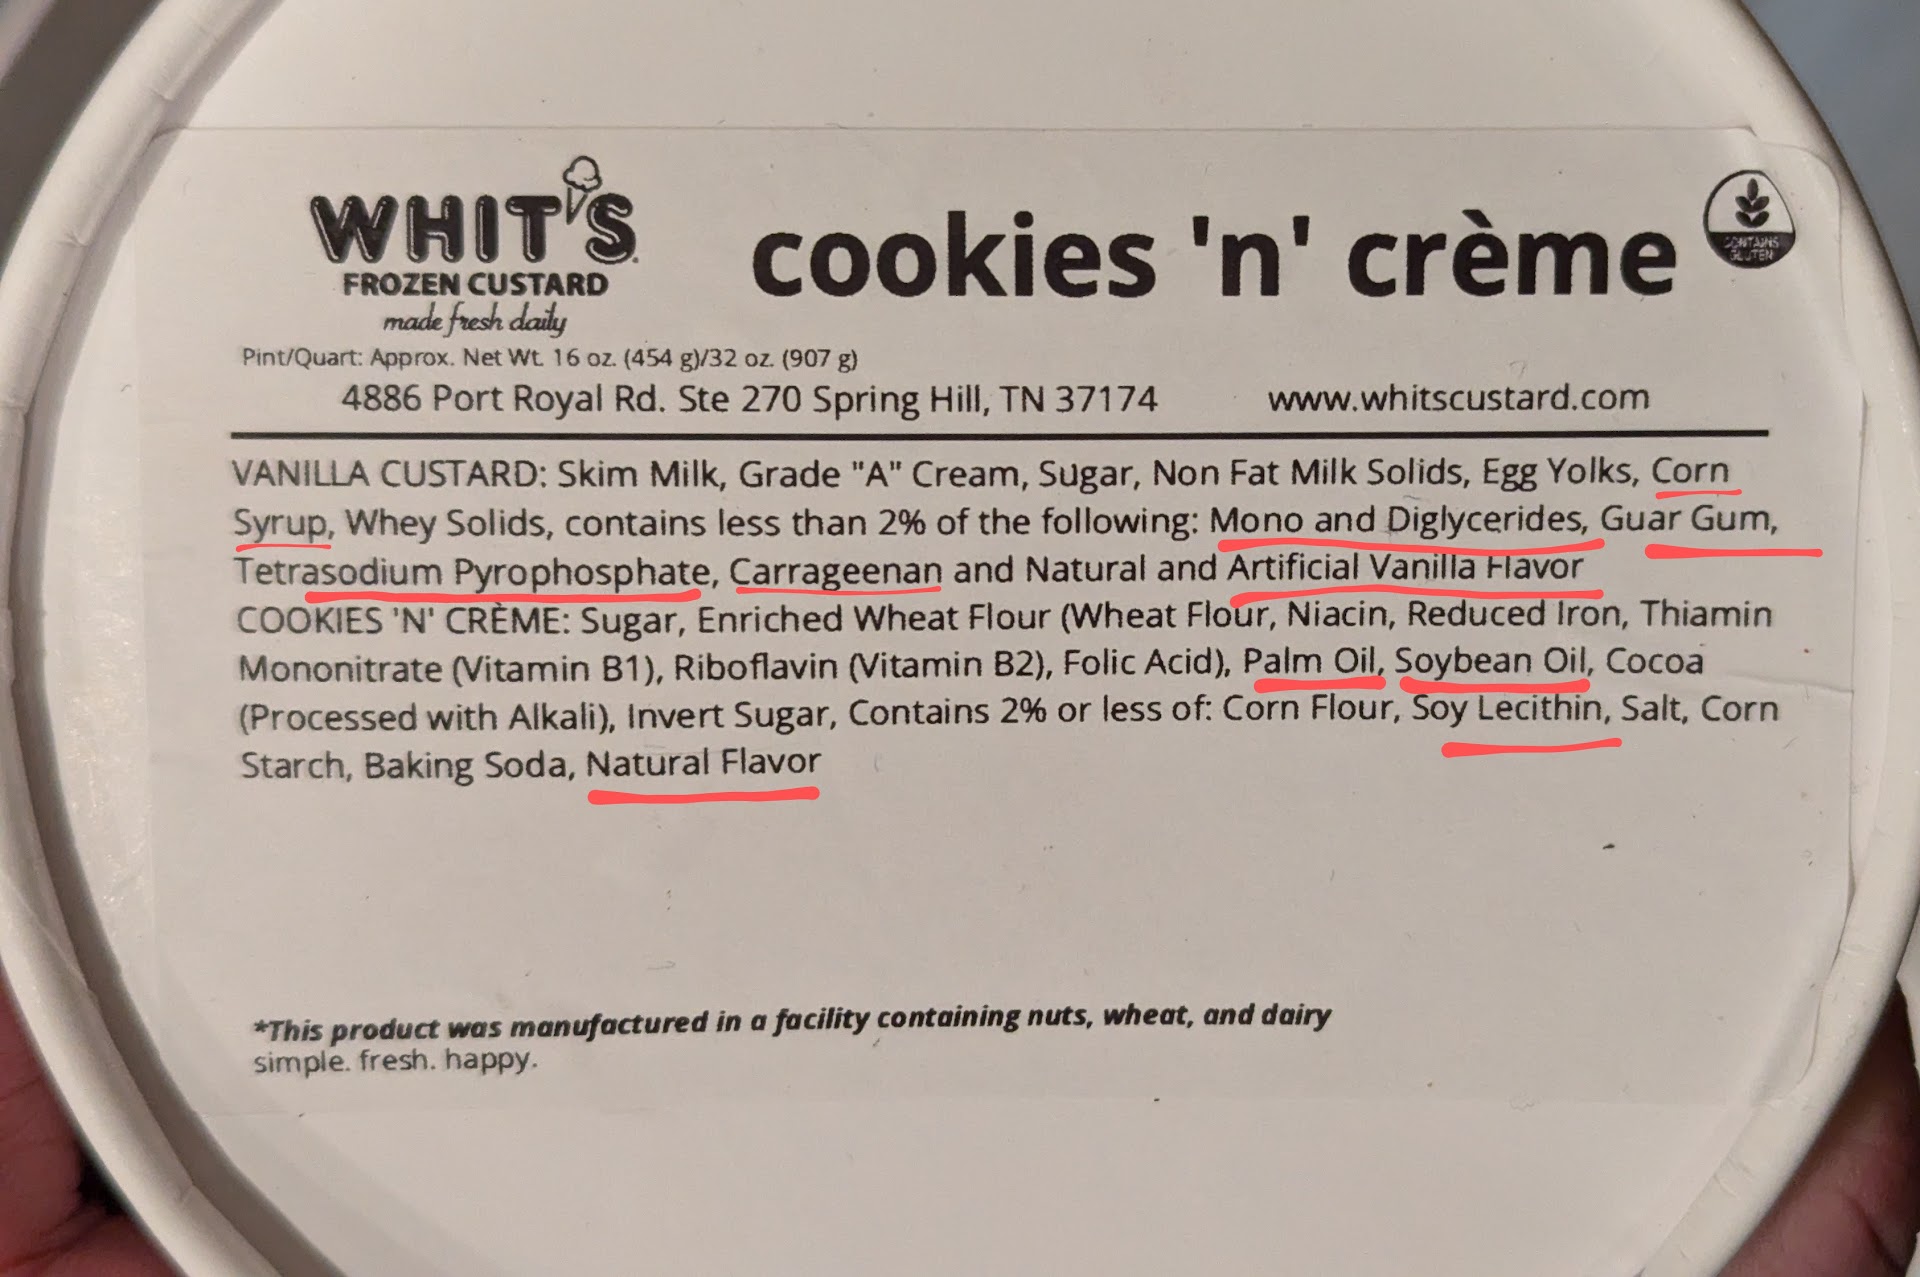 WHIT'S
FROZEN CUSTARD
made fresh daily
cookies 'n' crème
CONTAINS
GLUTEN
Pint/Quart: Approx. Net Wt. 16 oz. (454 g)/32 oz. (907 g)
4886 Port Royal Rd. Ste 270 Spring Hill, TN 37174 www.whitscustard.com
VANILLA CUSTARD: Skim Milk, Grade "A" Cream, Sugar, Non Fat Milk Solids, Egg Yolks, Corn
Syrup, Whey Solids, contains less than 2% of the following: Mono and Diglycerides, Guar Gum,
Tetrasodium Pyrophosphate, Carrageenan and Natural and Artificial Vanilla Flavor
COOKIES 'N' CRÈME: Sugar, Enriched Wheat Flour (Wheat Flour, Niacin, Reduced Iron, Thiamin
Mononitrate (Vitamin B1), Riboflavin (Vitamin B2), Folic Acid), Palm Oil, Soybean Oil, Cocoa
(Processed with Alkali), Invert Sugar, Contains 2% or less of: Corn Flour, Soy Lecithin, Salt, Corn
Starch, Baking Soda, Natural Flavor
*This product was manufactured in a facility containing nuts, wheat, and dairy
simple. fresh. happy.